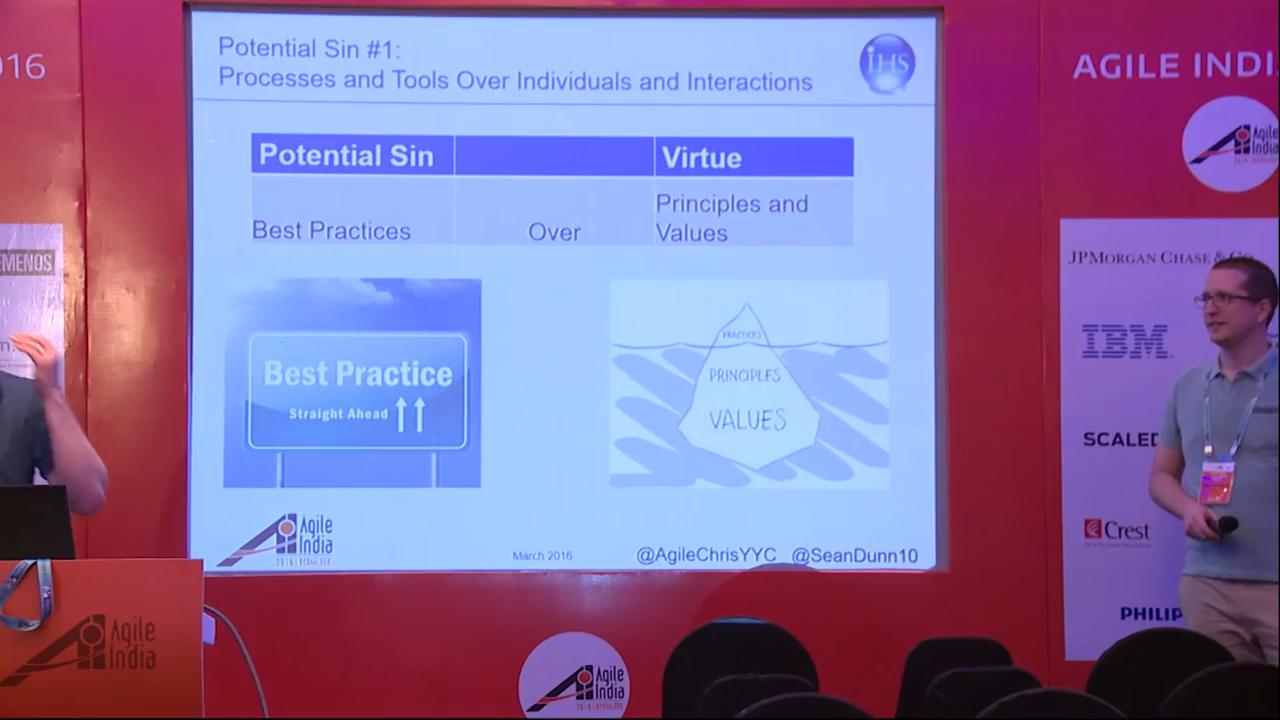 016
AGILE INDI
Potential Sin #1:
Processes and Tools Over Individuals and Interactions
IHS
Agile
India
Potential Sin
Virtue
Best Practices
Over
Principles and
Values
EMENOS
JPMORGAN CHASE & CO
IBM
SCALED
Crest
PHILIP
Best Practice
Straight Ahead
PRACTICES
PRINCIPLES
VALUES
Agile
India
March 2016
@AgileChrisYYC @SeanDunn10
Agile
India
Agile
India